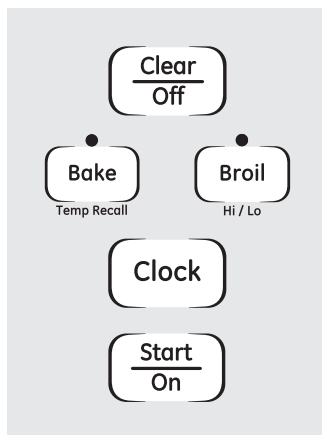 Clear
Off
Bake
Broil
Temp Recall
Hi / Lo
Clock
Start
On